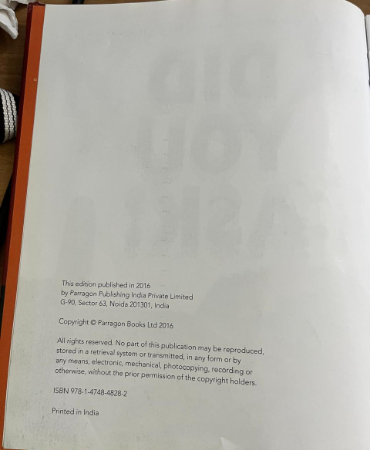 This edition published in 2016
by Parragon Publishing India Private Limited
G-90, Sector 63, Noida 201301, India
Copyright © Parragon Books Ltd 2016
All rights reserved. No part of this publication may be reproduced,
stored in a retrieval system or transmitted, in any form or by
any means, electronic, mechanical, photocopying, recording or
otherwise, without the prior permission of the copyright holders.
ISBN 978-1-4748-4828-2
Printed in India